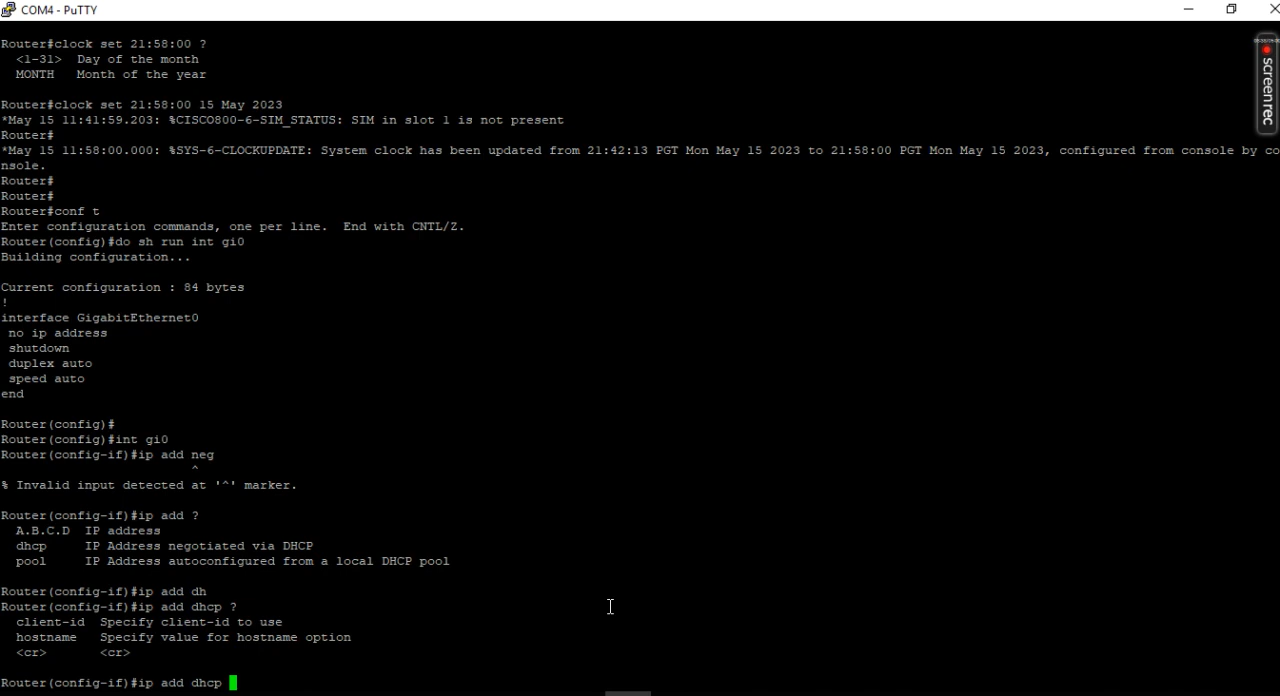 COM4 - PuTTY
Router#clock set 21:58:00 ?
  <1-31>  Day of the month
  MONTH   Month of the year
Router#clock set 21:58:00 15 May 2023
*May 15 11:41:59.203: %CISCO800-6-SIM_STATUS: SIM in slot 1 is not present
Router#
*May 15 11:58:00.000: %SYS-6-CLOCKUPDATE: System clock has been updated from 21:42:13 PGT Mon May 15 2023 to 21:58:00 PGT Mon May 15 2023, configured from console by co
nsole.
Router#
Router#
Router#conf t
Enter configuration commands, one per line.  End with CNTL/Z.
Router(config)#do sh run int gi0
Building configuration...
Current configuration : 84 bytes
!
interface GigabitEthernet0
 no ip address
 shutdown
 duplex auto
 speed auto
end
Router(config)#
Router(config)#int gi0
Router(config-if)#ip add neg
                         ^
% Invalid input detected at '^' marker.
Router(config-if)#ip add ?
  A.B.C.D  IP address
  dhcp     IP Address negotiated via DHCP
  pool     IP Address autoconfigured from a local DHCP pool
Router(config-if)#ip add dh
Router(config-if)#ip add dhcp ?
  client-id  Specify client-id to use
  hostname   Specify value for hostname option
  <cr>       <cr>
Router(config-if)#ip add dhcp
screenrec